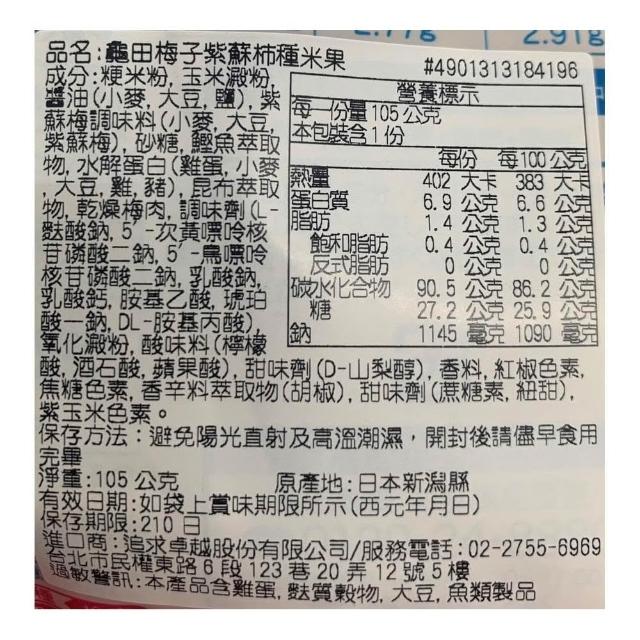 2.77g 2.91g
品名:龜田梅子紫蘇柿種米果 #4901313184196
成分:粳米粉, 玉米澱粉,
醬油(小麥, 大豆, 鹽), 紫
蘇梅調味料(小麥, 大豆,
紫蘇梅), 砂糖, 鰹魚萃取
物, 水解蛋白(雞蛋, 小麥
, 大豆, 雞, 豬), 昆布萃取
物, 乾燥梅肉, 調味劑(L-
麩酸鈉, 5'-次黃嘌呤核
苷磷酸二鈉, 5'-鳥嘌呤
核苷磷酸二鈉, 乳酸鈉,
乳酸鈣, 胺基乙酸, 琥珀
酸一鈉, DL-胺基丙酸),
氧化澱粉, 酸味料(檸檬
酸, 酒石酸, 蘋果酸), 甜味劑(D-山梨醇), 香料, 紅椒色素,
焦糖色素, 香辛料萃取物(胡椒), 甜味劑(蔗糖素, 紐甜),
紫玉米色素。
營養標示
每一份量 105 公克
本包裝含 1 份
每份 每100 公克
熱量 402 大卡 383 大卡
蛋白質 6.9 公克 6.6 公克
脂肪 1.4 公克 1.3 公克
飽和脂肪 0.4 公克 0.4 公克
反式脂肪 0 公克 0 公克
碳水化合物 90.5 公克 86.2 公克
糖 27.2 公克 25.9 公克
鈉 1145 毫克 1090 毫克
保存方法：避免陽光直射及高溫潮濕，開封後請儘早食用
完畢
淨重:105 公克 原產地:日本新潟縣
有效日期:如袋上賞味期限所示(西元年月日)
保存期限:210 日
進口商:追求卓越股份有限公司/服務電話:02-2755-6969
台北市民權東路 6 段 123 巷 20 弄 12 號 5 樓
過敏警訊:本產品含雞蛋, 麩質穀物, 大豆, 魚類製品